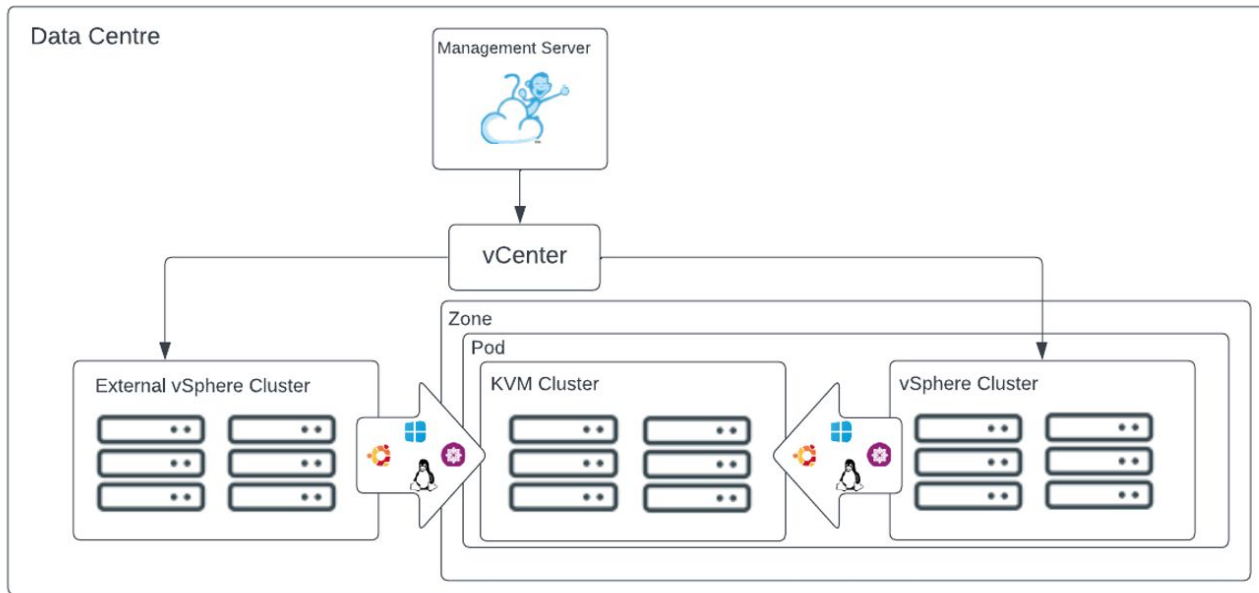 Data Centre
Management Server
vCenter
Zone
Pod
External vSphere Cluster
KVM Cluster
vSphere Cluster